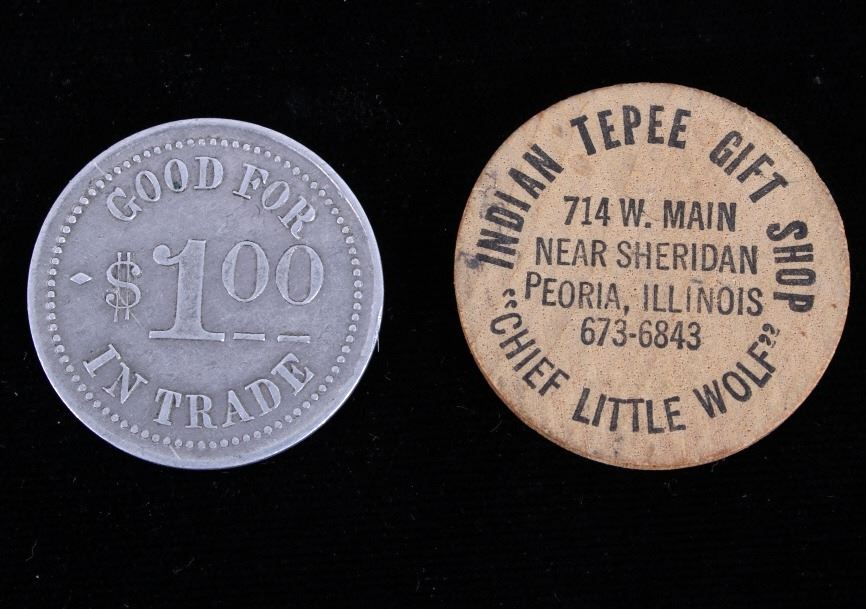 GOOD FOR
$1.00
IN TRADE
INDIAN TEPEE GIFT SHOP
714 W. MAIN
NEAR SHERIDAN
PEORIA, ILLINOIS
673-6843
"CHIEF LITTLE WOLF"